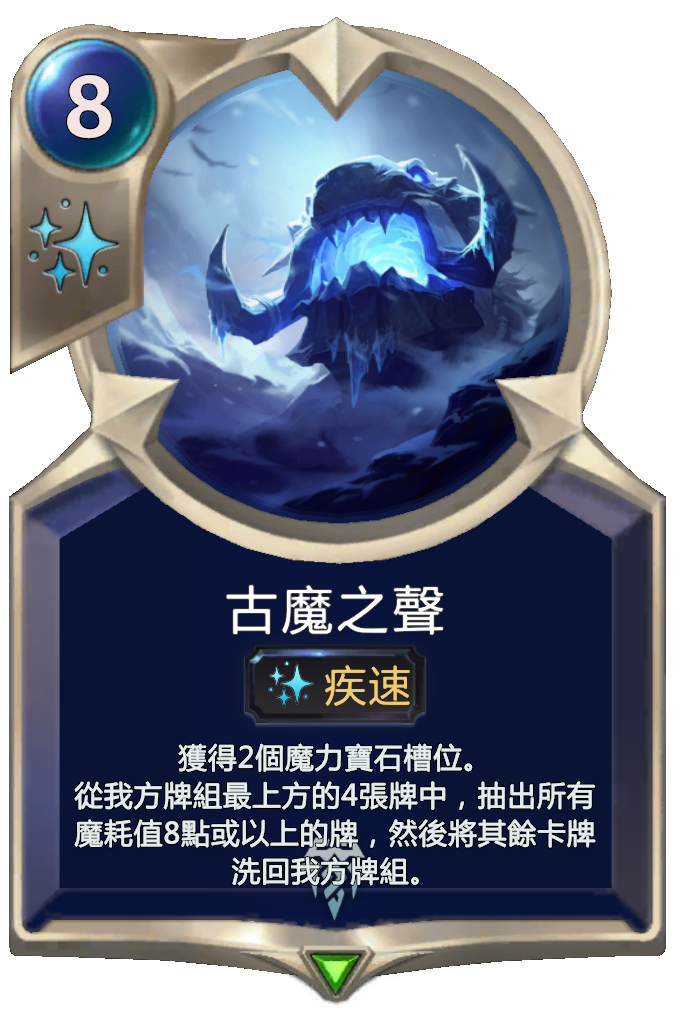 8
古魔之聲
疾速
獲得2個魔力寶石槽位。
從我方牌組最上方的4張牌中，抽出所有
魔耗值8點或以上的牌，然後將其餘卡牌
洗回我方牌組。